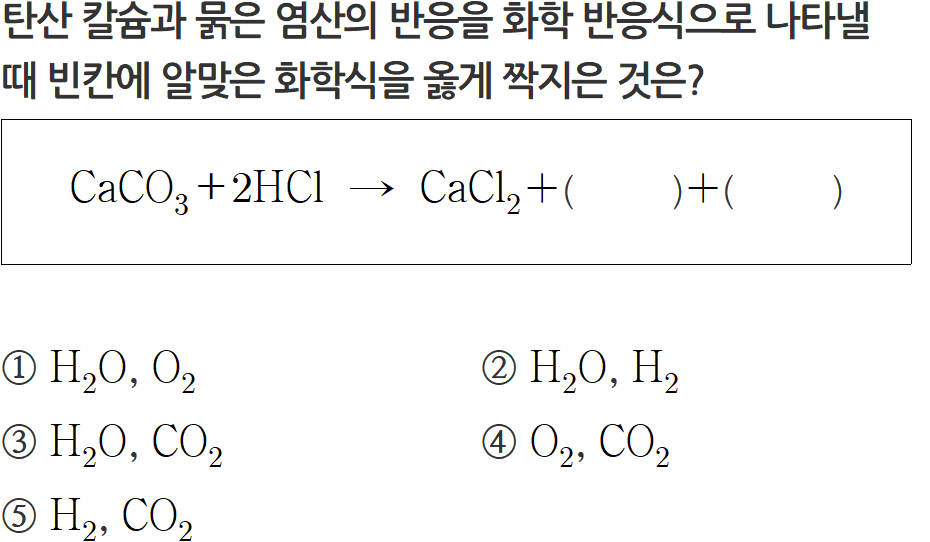 탄산 칼슘과 묽은 염산의 반응을 화학 반응식으로 나타낼
때 빈칸에 알맞은 화학식을 옳게 짝지은 것은?
CaCO₃+2HCl → CaCl₂+( )+( )
① H₂O, O₂ ② H₂O, H₂
③ H₂O, CO₂ ④ O₂, CO₂
⑤ H₂, CO₂